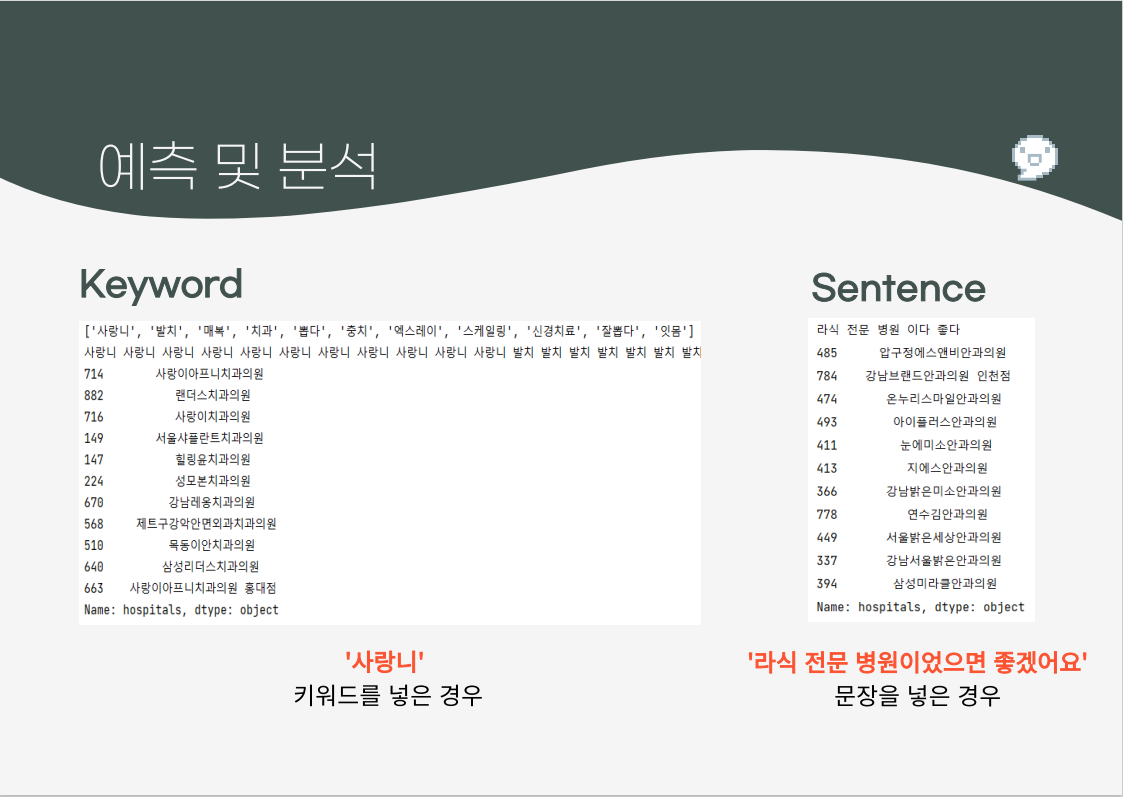 예측 및 분석
Keyword
['사랑니', '발치', '매복', '치과', '뽑다', '충치', '엑스레이', '스케일링', '신경치료', '잘뽑다', '잇몸']
사랑니 사랑니 사랑니 사랑니 사랑니 사랑니 사랑니 사랑니 사랑니 사랑니 사랑니 발치 발치 발치 발치 발치 발치 발치
714 사랑이아프니치과의원
882 랜더스치과의원
716 사랑이치과의원
149 서울샤플란트치과의원
147 힐링윤치과의원
224 성모본치과의원
670 강남레옹치과의원
568 제트구강악안면외과치과의원
510 목동이안치과의원
640 삼성리더스치과의원
663 사랑이아프니치과의원 홍대점
Name: hospitals, dtype: object
'사랑니'
키워드를 넣은 경우
Sentence
라식 전문 병원 이다 좋다
485 압구정에스앤비안과의원
784 강남브랜드안과의원 인천점
474 온누리스마일안과의원
493 아이플러스안과의원
411 눈에미소안과의원
413 지에스안과의원
366 강남밝은미소안과의원
778 연수김안과의원
449 서울밝은세상안과의원
337 강남서울밝은안과의원
394 삼성미라클안과의원
Name: hospitals, dtype: object
'라식 전문 병원이었으면 좋겠어요'
문장을 넣은 경우